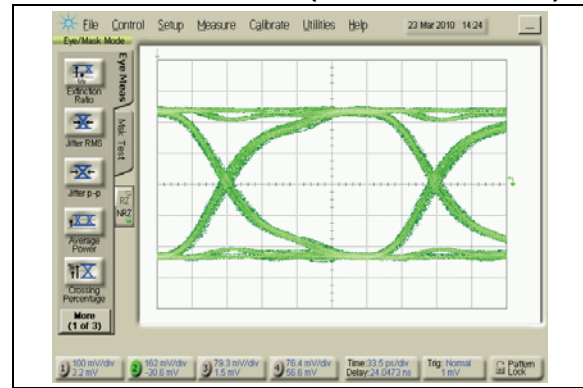 File Control Setup Measure Calibrate Utilities Help 23 Mar 2010 14:24
Eye/Mask Mode
Eye Meas
Extinction
Ratio
Msk Test
Jitter RMS
Jitter p-p
RZ
NRZ
Average
Power
Crossing
Percentage
More
(1 of 3)
1) 100 mV/div
3.2 mV
2) 162 mV/div
-30.6 mV
3) 79.3 mV/div
1.5 mV
4) 76.4 mV/div
56.6 mV
Time:33.5 ps/div
Delay:24.0473 ns
Trig: Normal
1 mV
Pattern
Lock